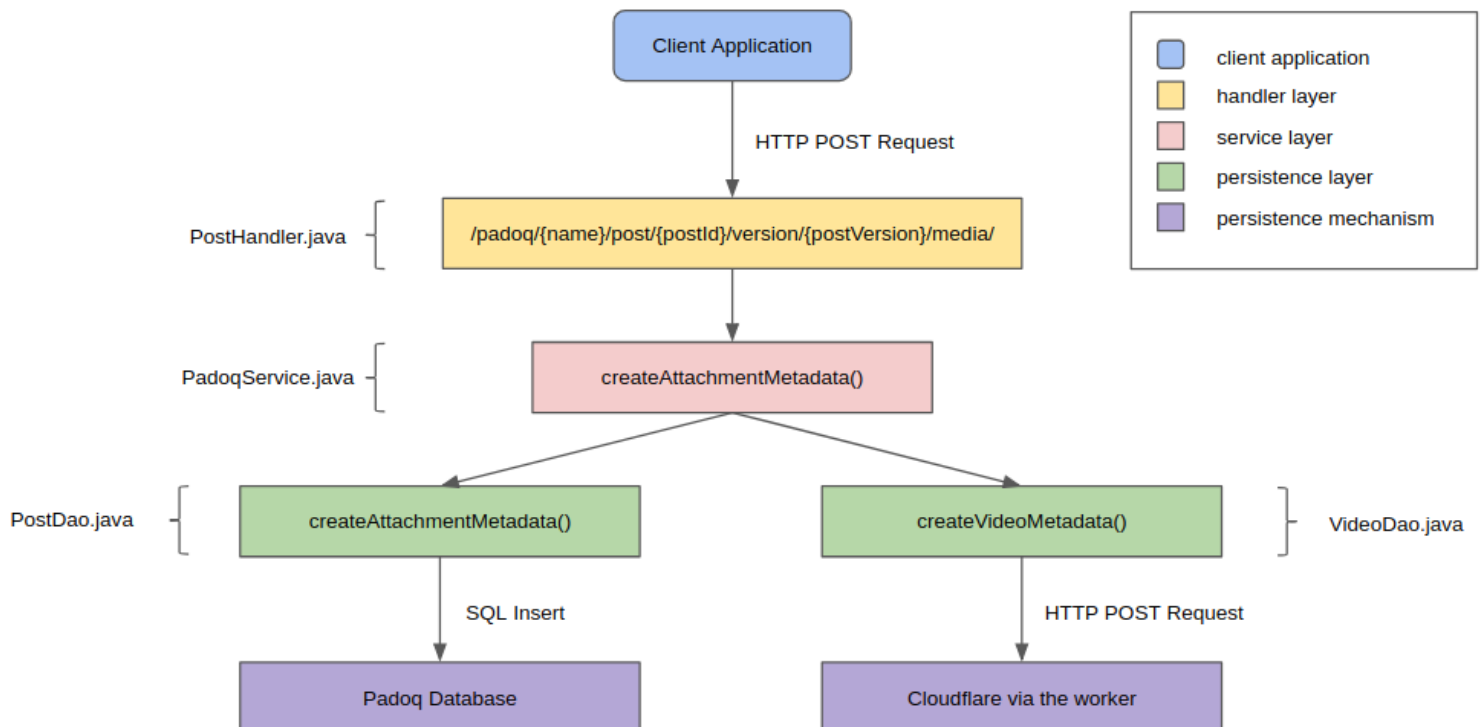 Client Application
client application
handler layer
service layer
persistence layer
persistence mechanism
HTTP POST Request
PostHandler.java
/padoq/{name}/post/{postId}/version/{postVersion}/media/
PadoqService.java
createAttachmentMetadata()
PostDao.java
createAttachmentMetadata()
createVideoMetadata()
VideoDao.java
SQL Insert
HTTP POST Request
Padoq Database
Cloudflare via the worker